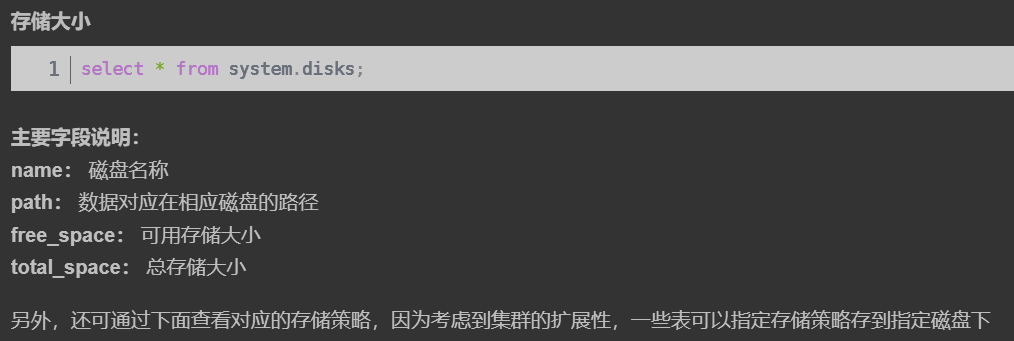 存储大小
1 select * from system.disks;
主要字段说明：
name： 磁盘名称
path： 数据对应在相应磁盘的路径
free_space： 可用存储大小
total_space： 总存储大小
另外，还可通过下面查看对应的存储策略，因为考虑到集群的扩展性，一些表可以指定存储策略存到指定磁盘下